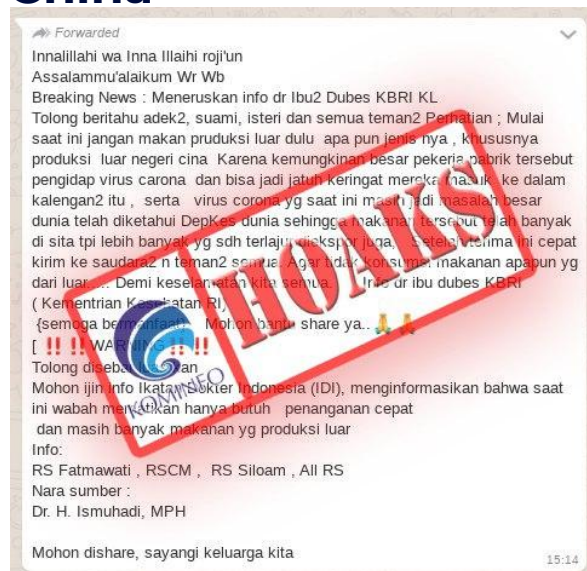 China
Forwarded
Innalillahi wa Inna Illaihi roji'un
Assalammu'alaikum Wr Wb
Breaking News : Meneruskan info dr Ibu2 Dubes KBRI KL
Tolong beritahu adek2, suami, isteri dan semua teman2 Perhatian ; Mulai
saat ini jangan makan pruduksi luar dulu apa pun jenis nya , khususnya
produksi luar negeri cina Karena kemungkinan besar pekerja pabrik tersebut
pengidap virus carona dan bisa jadi jatuh keringat mereka masuk ke dalam
kalengan2 itu , serta virus corona yg saat ini masih jadi masalah besar
dunia telah diketahui DepKes dunia sehingga makanan tersebut telah banyak
di sita tpi lebih banyak yg sdh terlajur diekspor juga, Setelah terima ini cepat
kirim ke saudara2 n teman2 semua. Agar tidak konsumsi makanan apapun yg
dari luar.... Demi keselamatan kita semua. Info dr ibu dubes KBRI
( Kementrian Kesehatan RI)
{semoga bermanfaat} Mohon bantu share ya.. 🙏 🙏
[ ‼️ ‼️ WARNING ‼️ ‼️
Tolong disebarluaskan
Mohon ijin info Ikatan Dokter Indonesia (IDI), menginformasikan bahwa saat
ini wabah mematikan hanya butuh penanganan cepat
dan masih banyak makanan yg produksi luar
Info:
RS Fatmawati , RSCM , RS Siloam , All RS
Nara sumber :
Dr. H. Ismuhadi, MPH
Mohon dishare, sayangi keluarga kita
15:14
KOMINFO
HOAKS